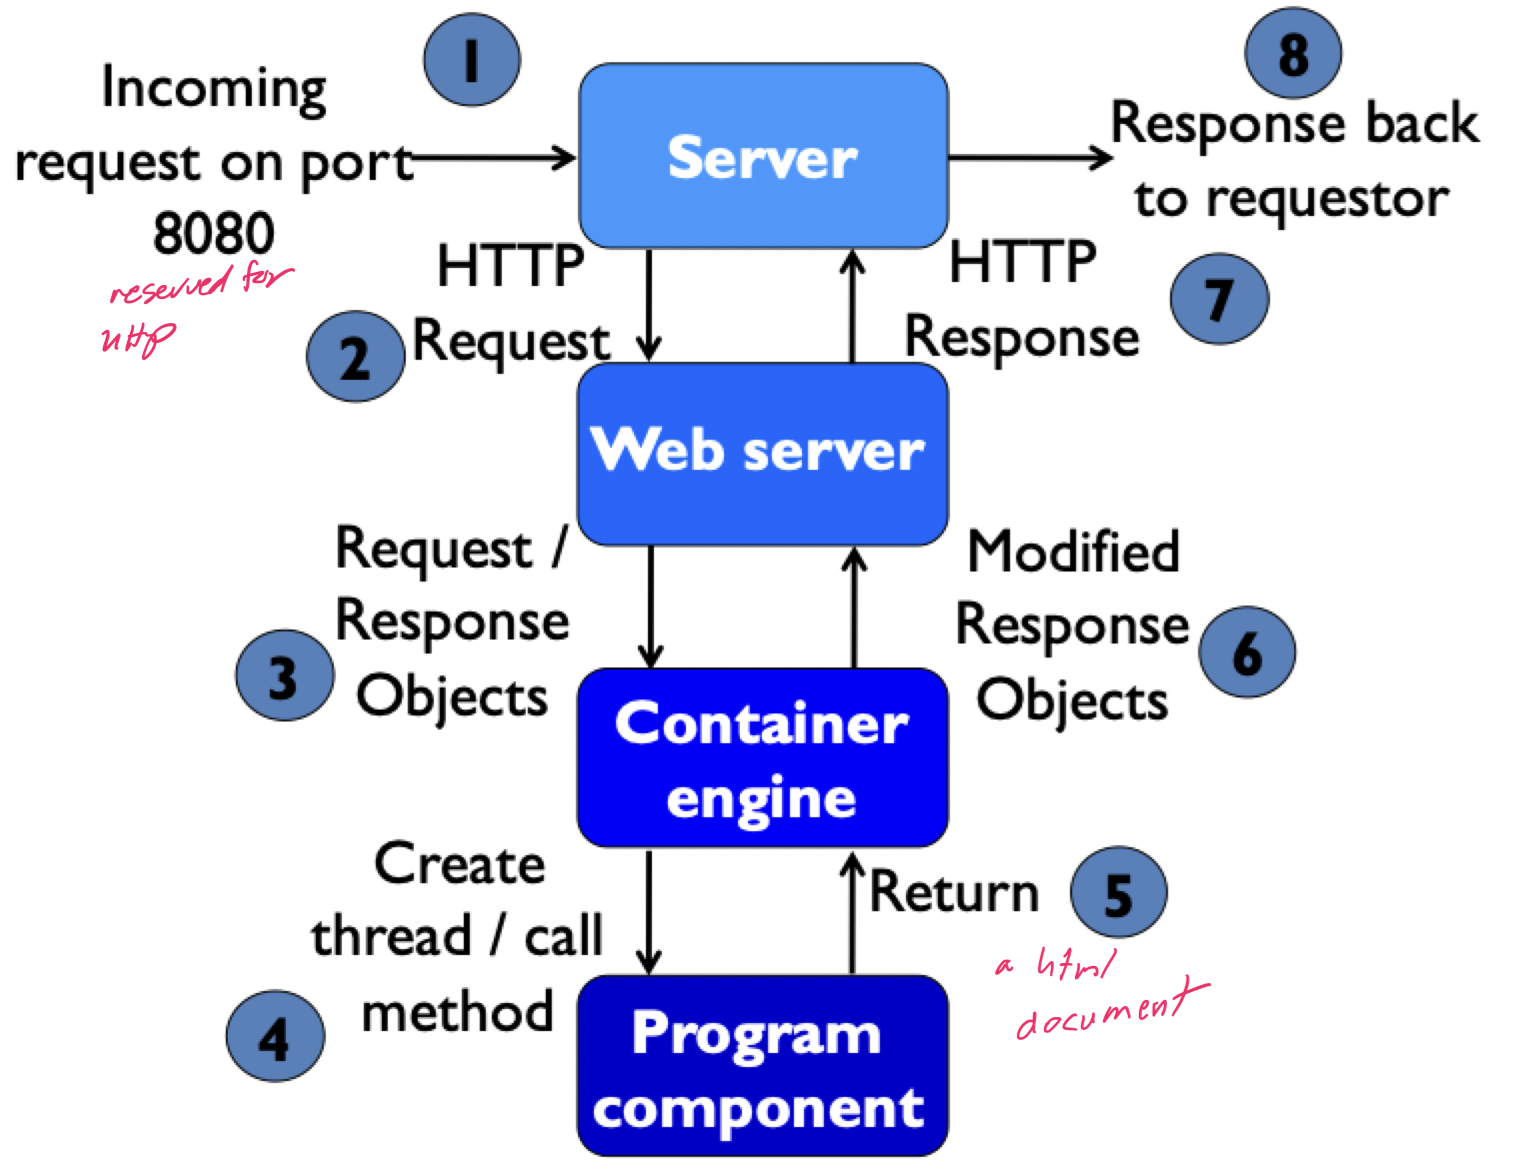 1
Incoming
request on port
8080
reserved for
http
Server
8
Response back
to requestor
2
HTTP
Request
HTTP
Response
7
Web server
3
Request /
Response
Objects
Modified
Response
Objects
6
Container
engine
4
Create
thread / call
method
Return
5
a html
document
Program
component